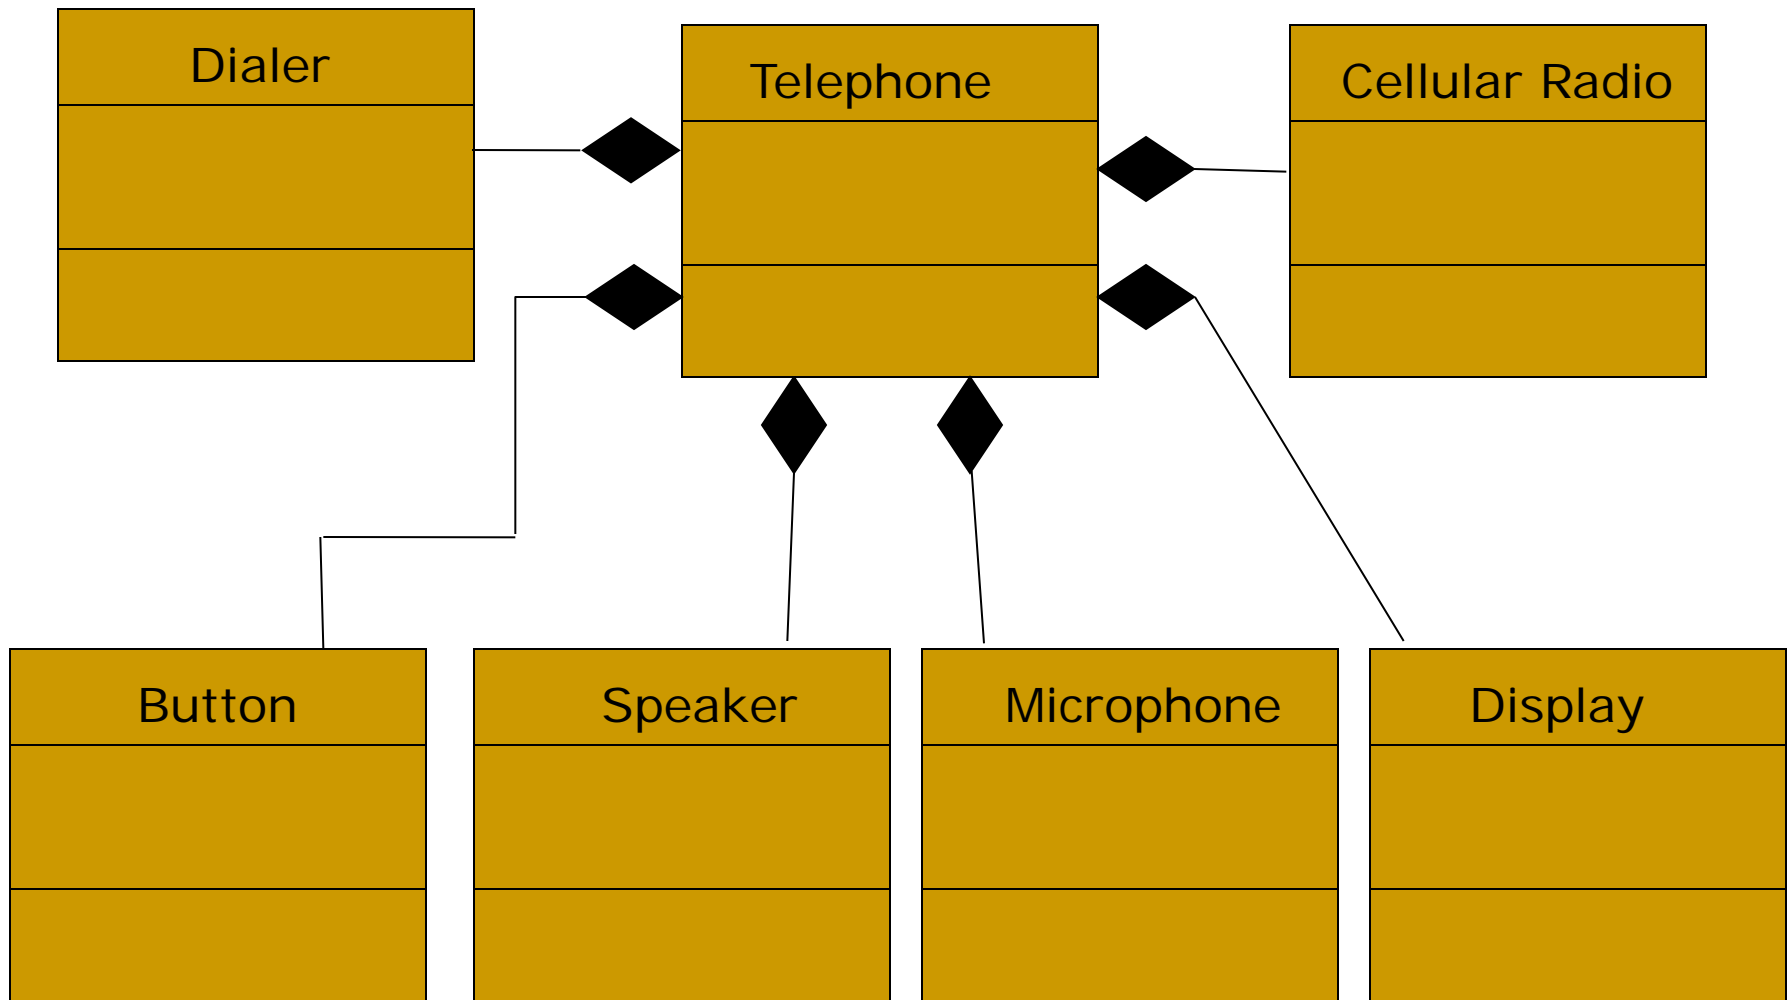 Dialer
Telephone
Cellular Radio
Button
Speaker
Microphone
Display